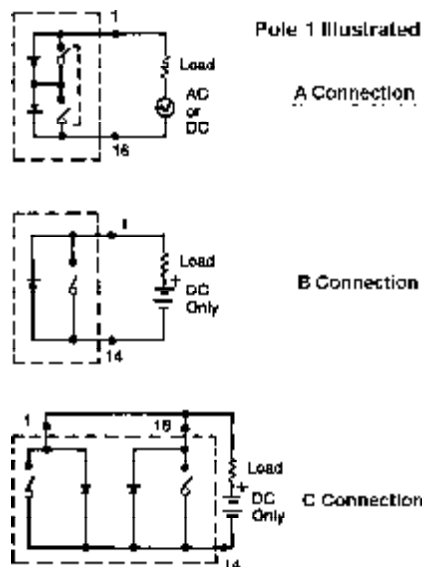 1
Pole 1 Illustrated
Load
AC
or
DC
A Connection
16
1
Load
+
DC
Only
B Connection
14
1
16
Load
+
DC
Only
C Connection
14